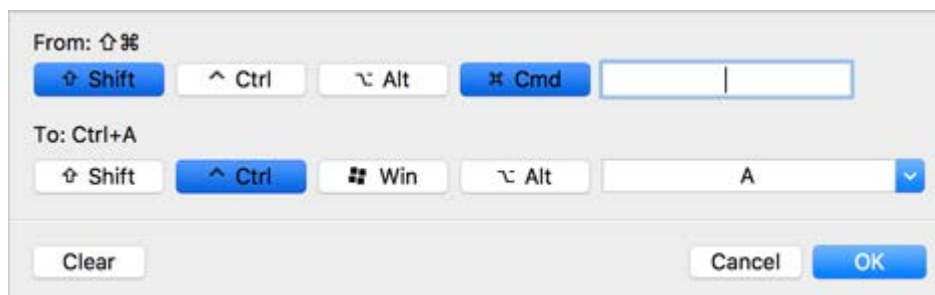 From: ⇧⌘
⇧ Shift ^ Ctrl ⌥ Alt ⌘ Cmd
To: Ctrl+A
⇧ Shift ^ Ctrl Win ⌥ Alt A
Clear Cancel OK